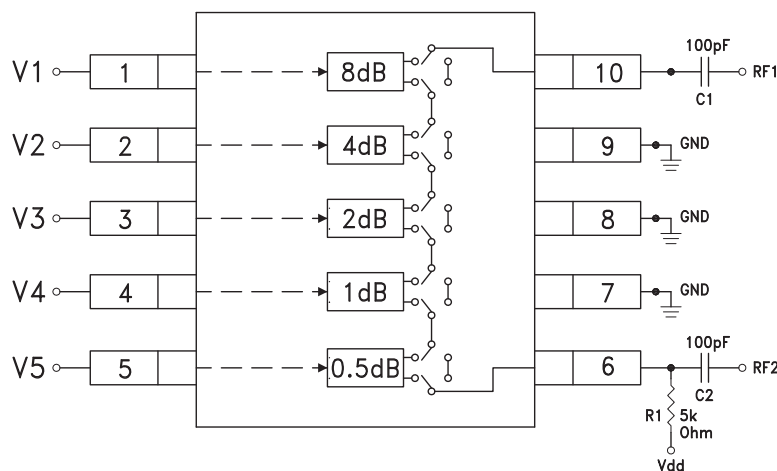 V1 1 8dB 10 100pF C1 RF1
V2 2 4dB 9 GND
V3 3 2dB 8 GND
V4 4 1dB 7 GND
V5 5 0.5dB 6 100pF C2 RF2
R1 5k
Ohm
Vdd